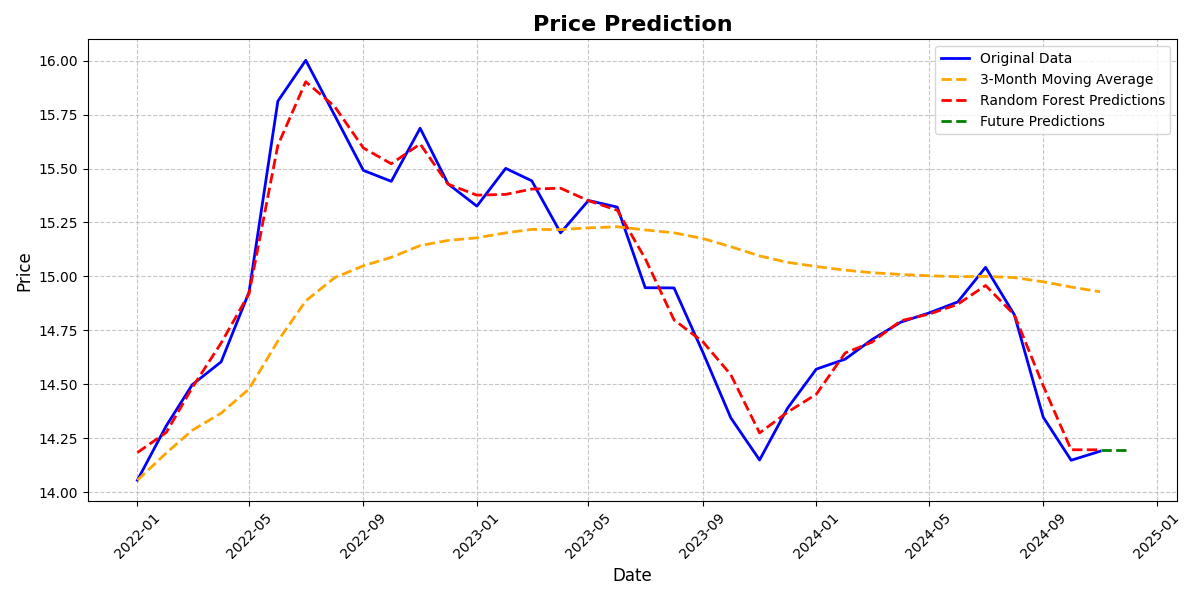 Price Prediction
Original Data
3-Month Moving Average
Random Forest Predictions
Future Predictions
Price
16.00
15.75
15.50
15.25
15.00
14.75
14.50
14.25
14.00
2022-01
2022-05
2022-09
2023-01
2023-05
2023-09
2024-01
2024-05
2024-09
2025-01
Date